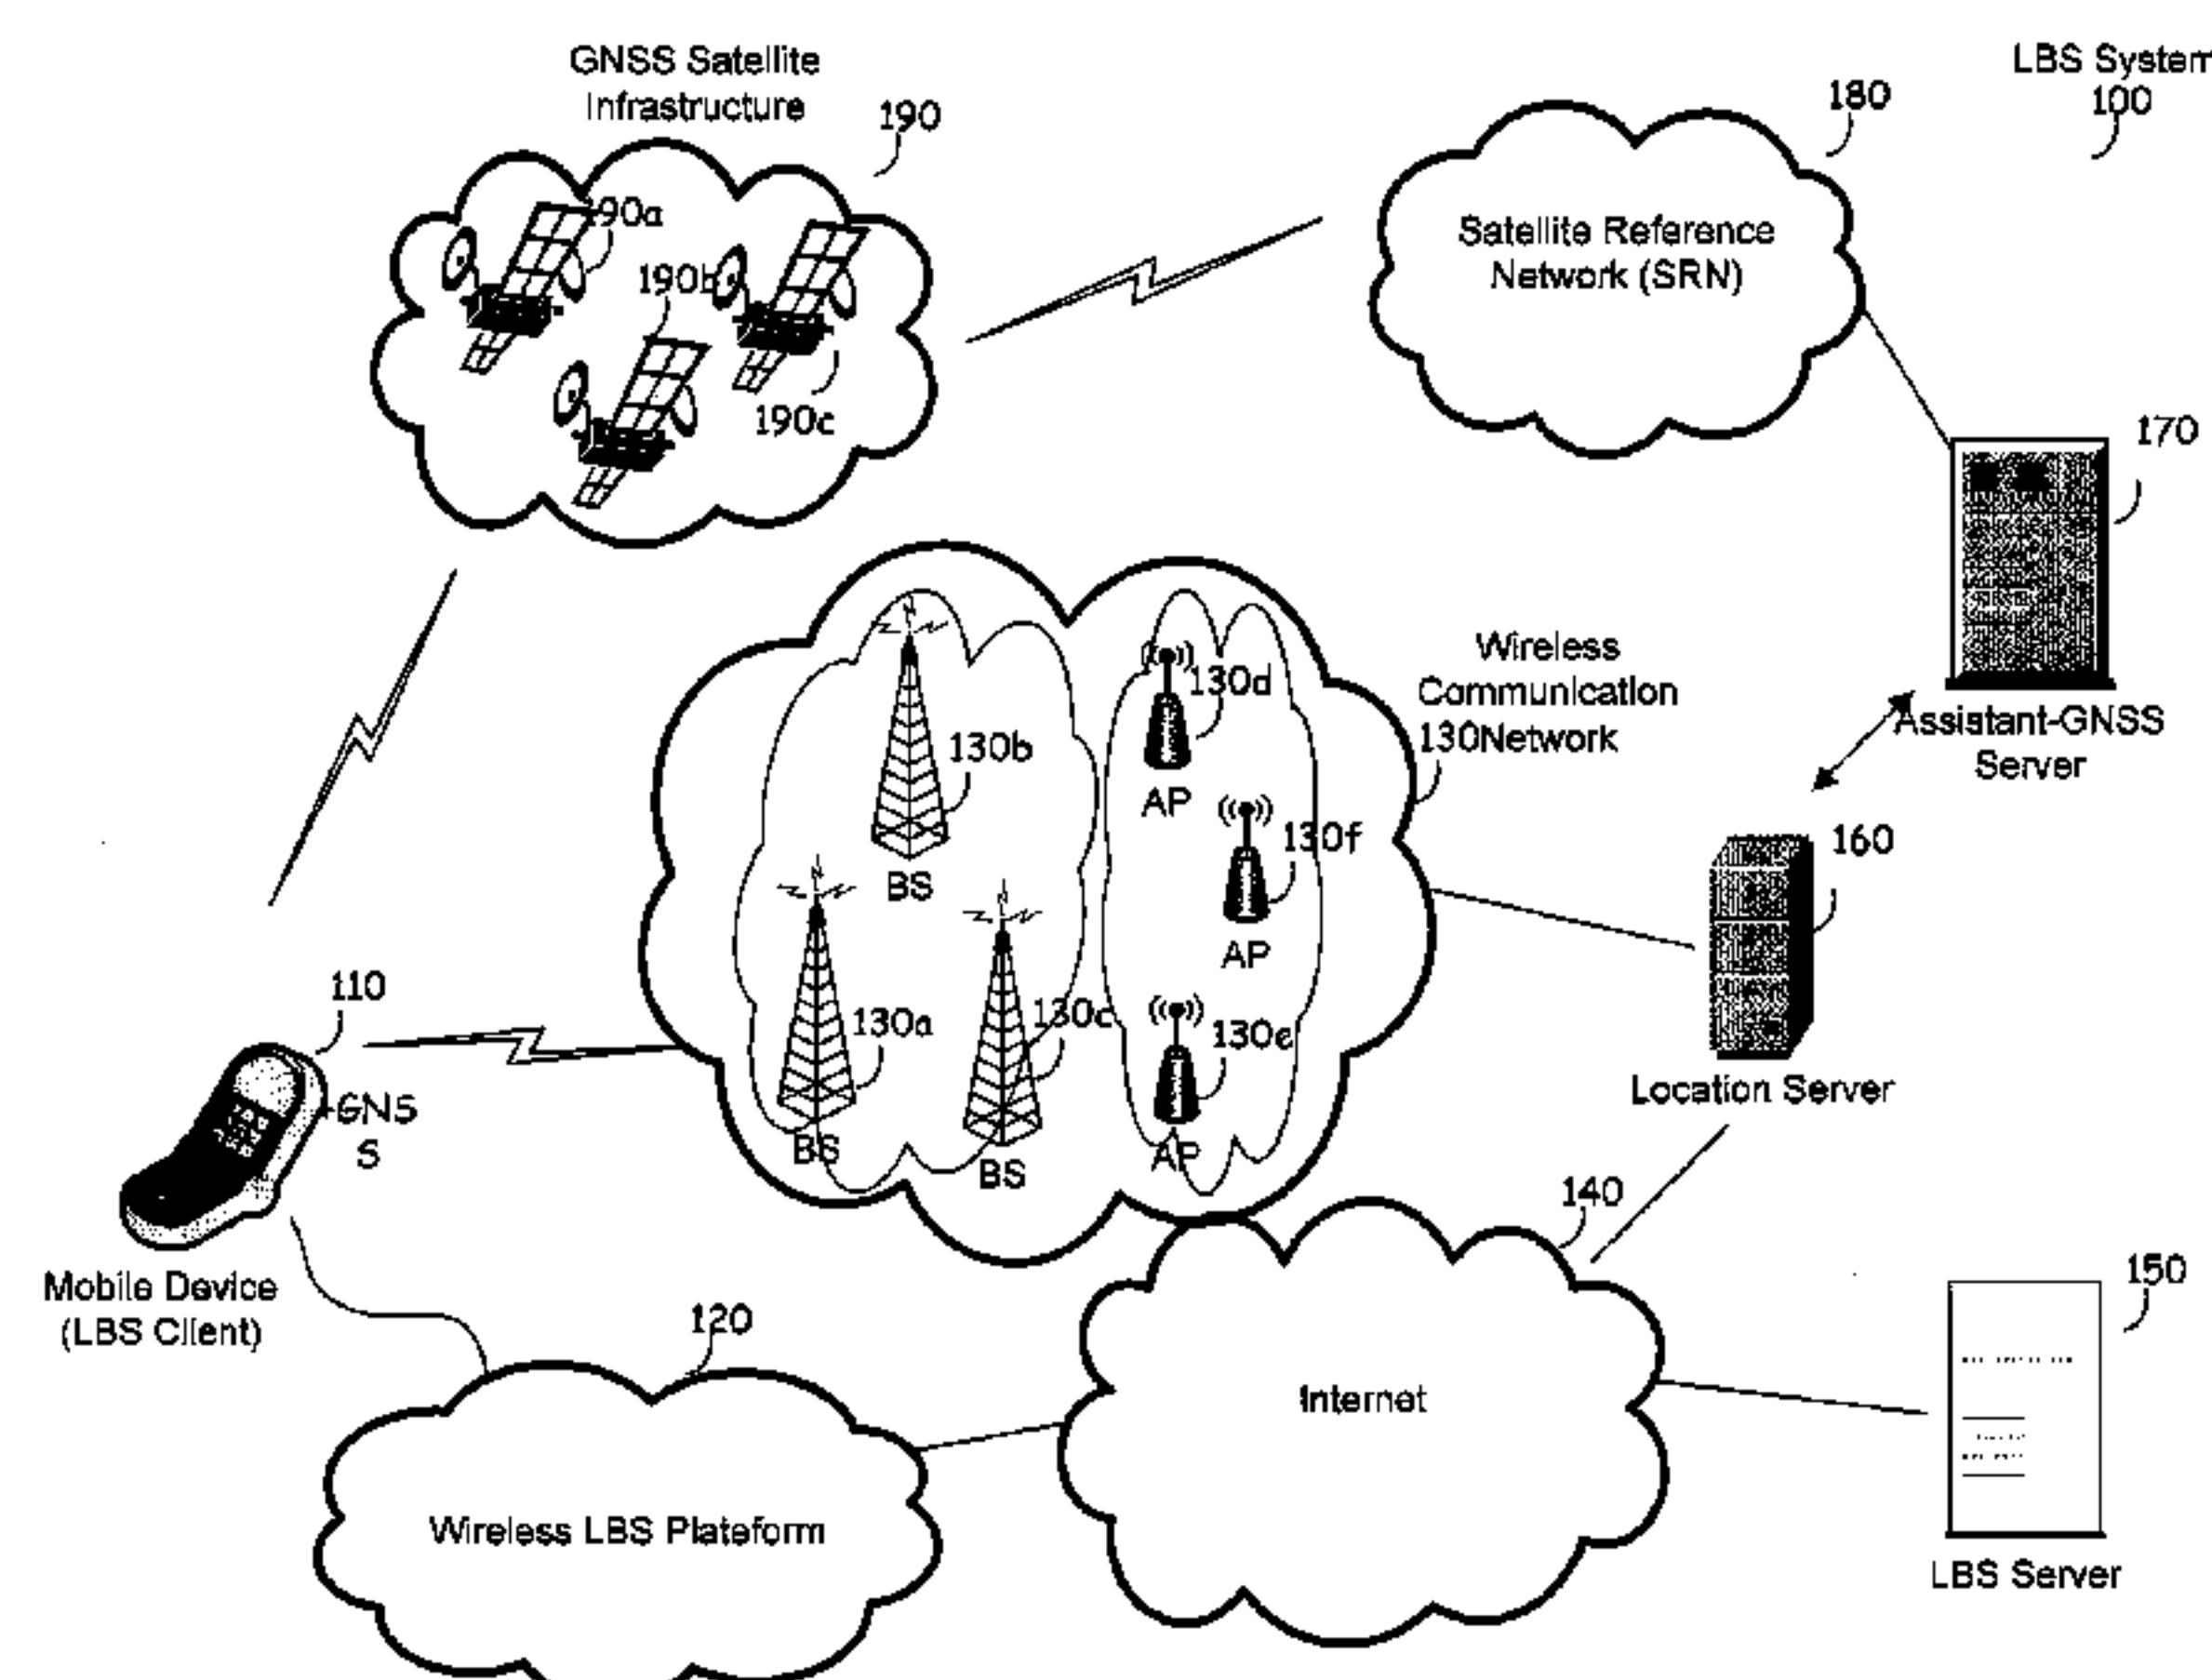 GNSS Satellite
Infrastructure
190
LBS System
100
180
90a
190b
190c
Satellite Reference
Network (SRN)
170
Assistant-GNSS
Server
Wireless
Communication
130Network
130b
BS
130d
AP
130f
AP
160
Location Server
110
GNS
S
130a
BS
130c
BS
130e
AP
Mobile Device
(LBS Client)
120
140
150
Internet
Wireless LBS Plateform
LBS Server